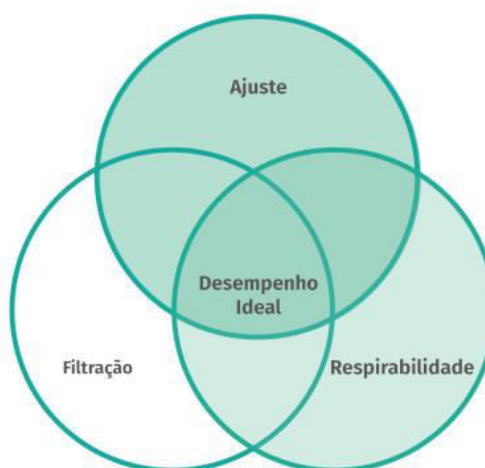 Ajuste
Desempenho
Ideal
Filtração
Respirabilidade